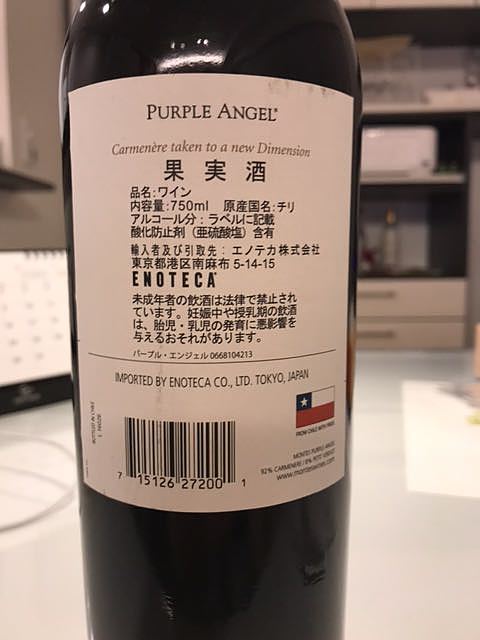 PURPLE ANGEL®
Carmenère taken to a new Dimension
果実酒
品名:ワイン
内容量:750ml 原産国名:チリ
アルコール分:ラベルに記載
酸化防止剤(亜硫酸塩)含有
輸入者及び引取先:エノテカ株式会社
東京都港区南麻布 5-14-15
ENOTECA
未成年者の飲酒は法律で禁止され
ています。妊娠中や授乳期の飲酒
は、胎児・乳児の発育に悪影響を
与えるおそれがあります。
パープル・エンジェル 0668104213
IMPORTED BY ENOTECA CO., LTD. TOKYO, JAPAN
FROM CHILE WITH PRIDE
BOTTLED IN CHILE
MONTES PURPLE ANGEL
92% CARMENERE / 8% PETIT VERDOT
www.monteswines.com
7 15126 27200 1